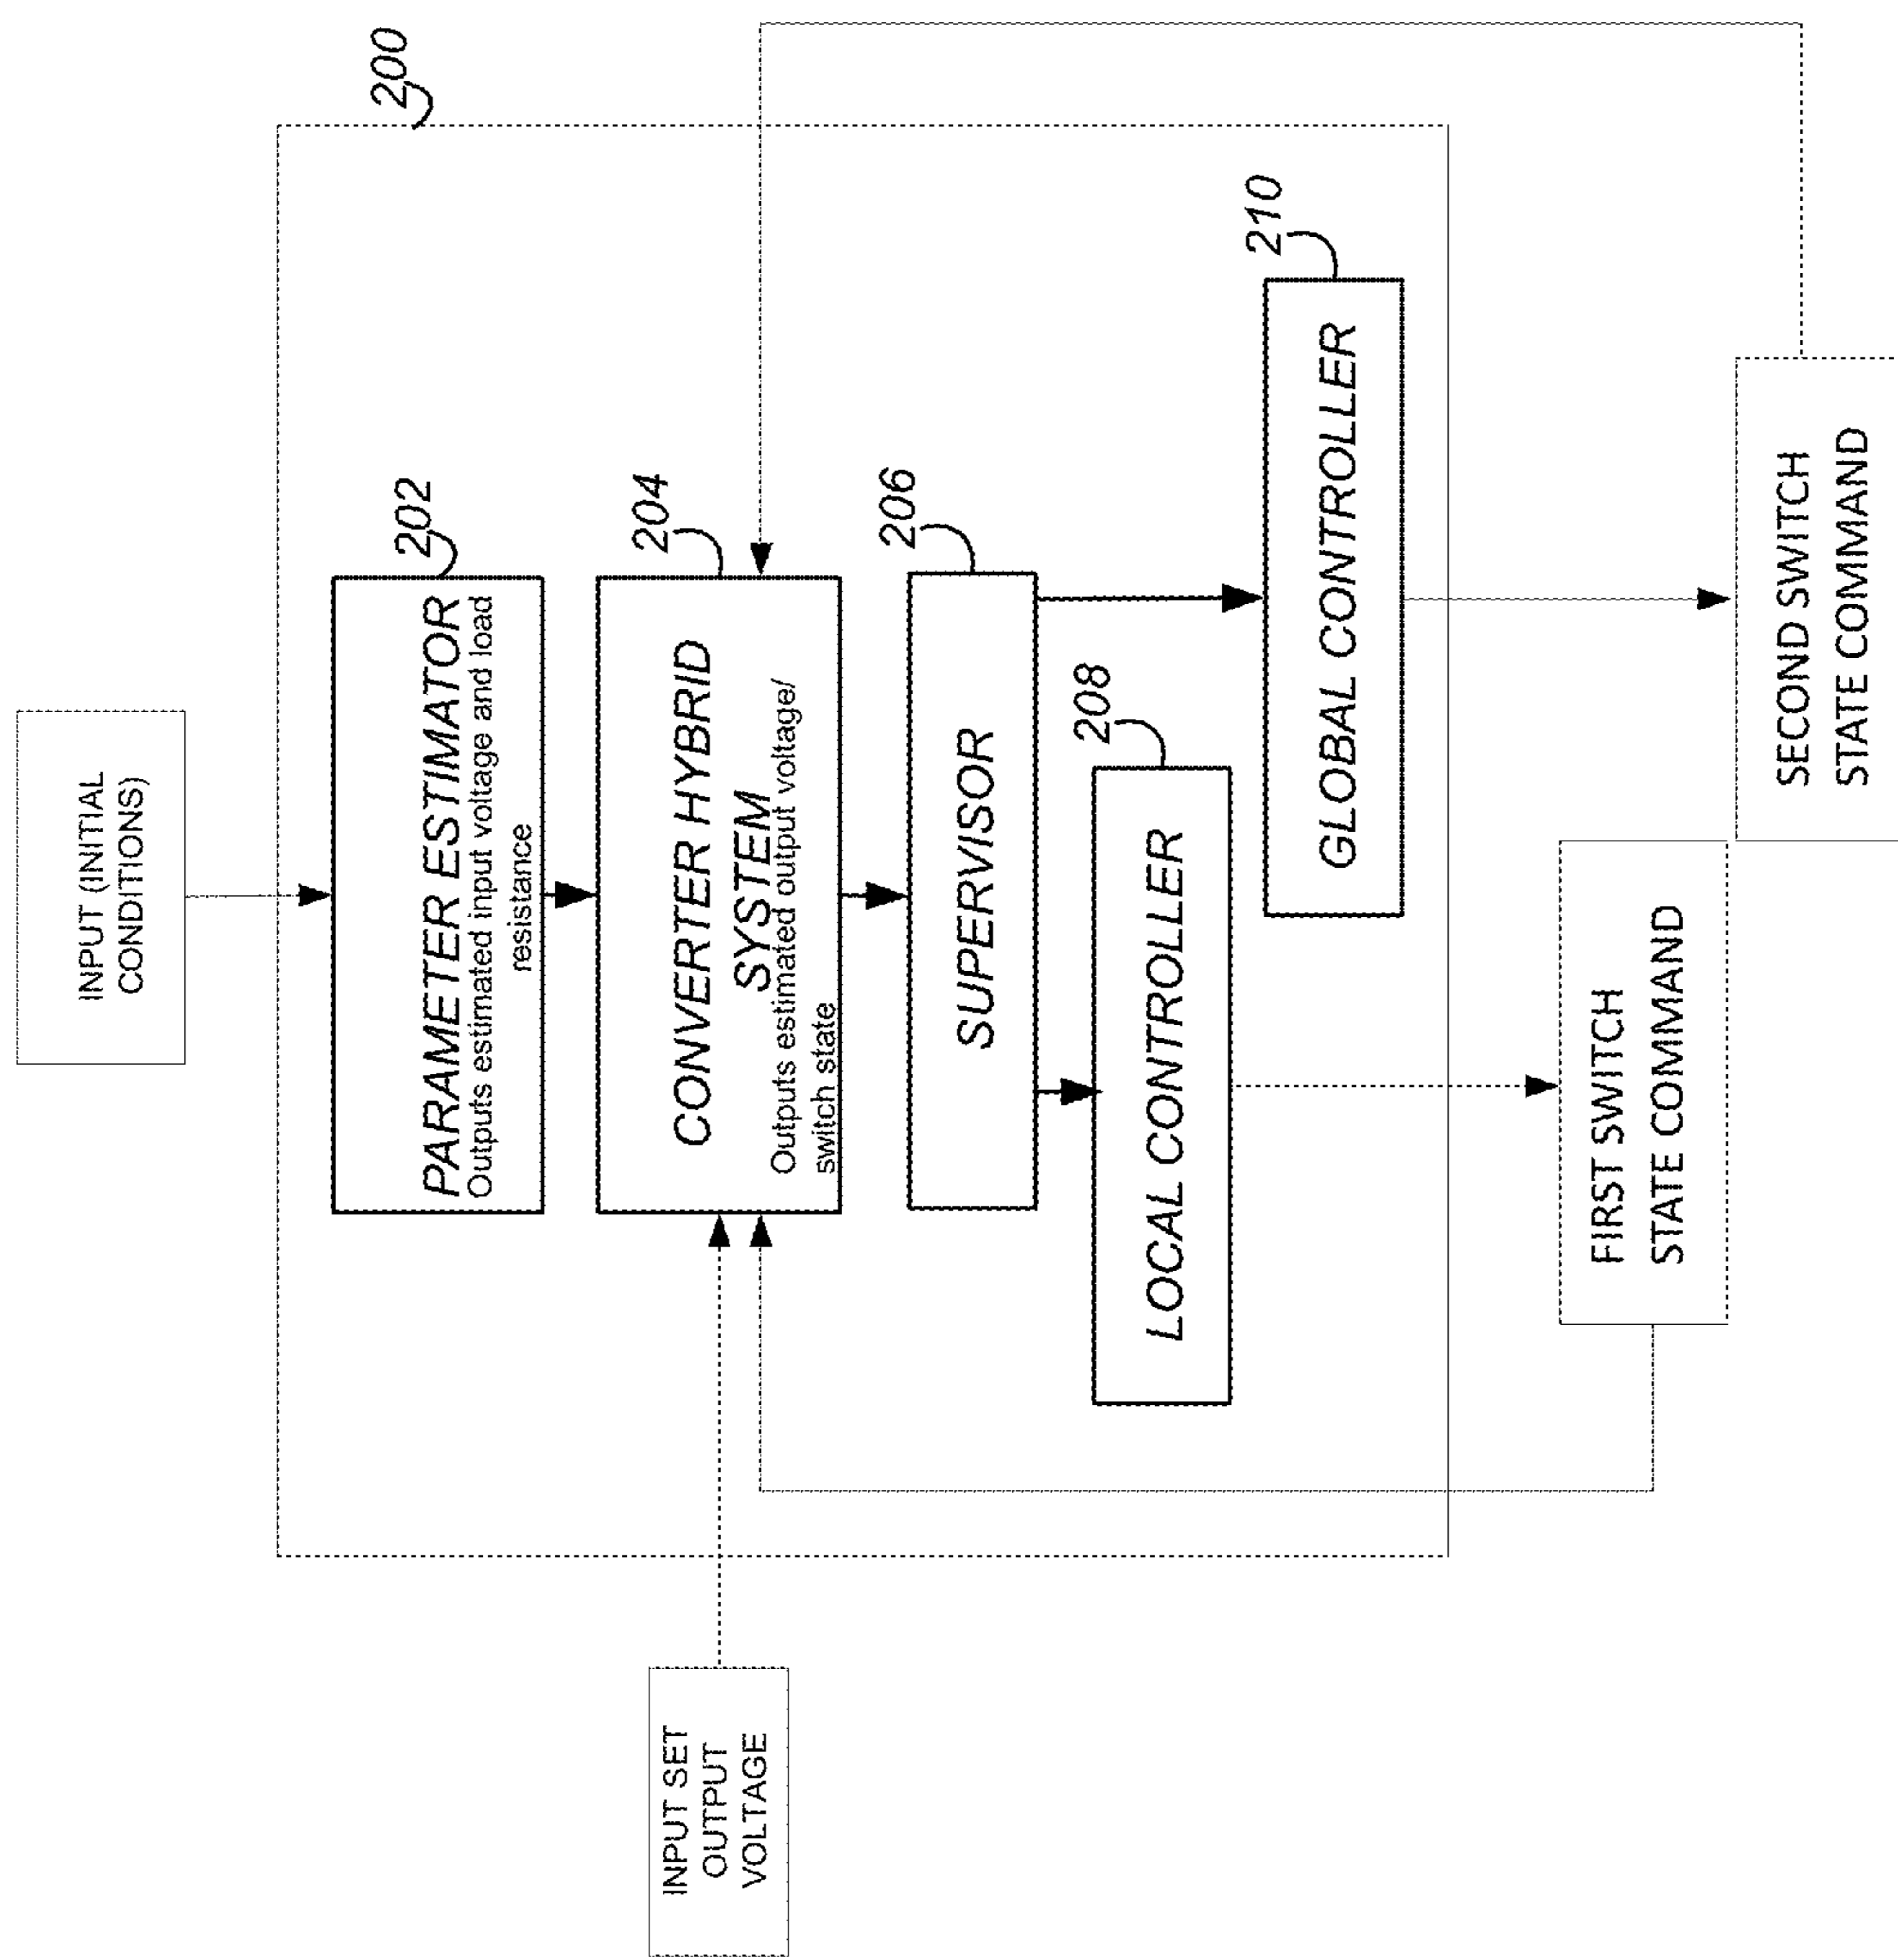 INPUT (INITIAL
CONDITIONS)
200
202
PARAMETER ESTIMATOR
Outputs estimated input voltage and load
resistance
INPUT SET
OUTPUT
VOLTAGE
204
CONVERTER HYBRID
SYSTEM
Outputs estimated output voltage/
switch state
206
SUPERVISOR
208
LOCAL CONTROLLER
210
GLOBAL CONTROLLER
FIRST SWITCH
STATE COMMAND
SECOND SWITCH
STATE COMMAND